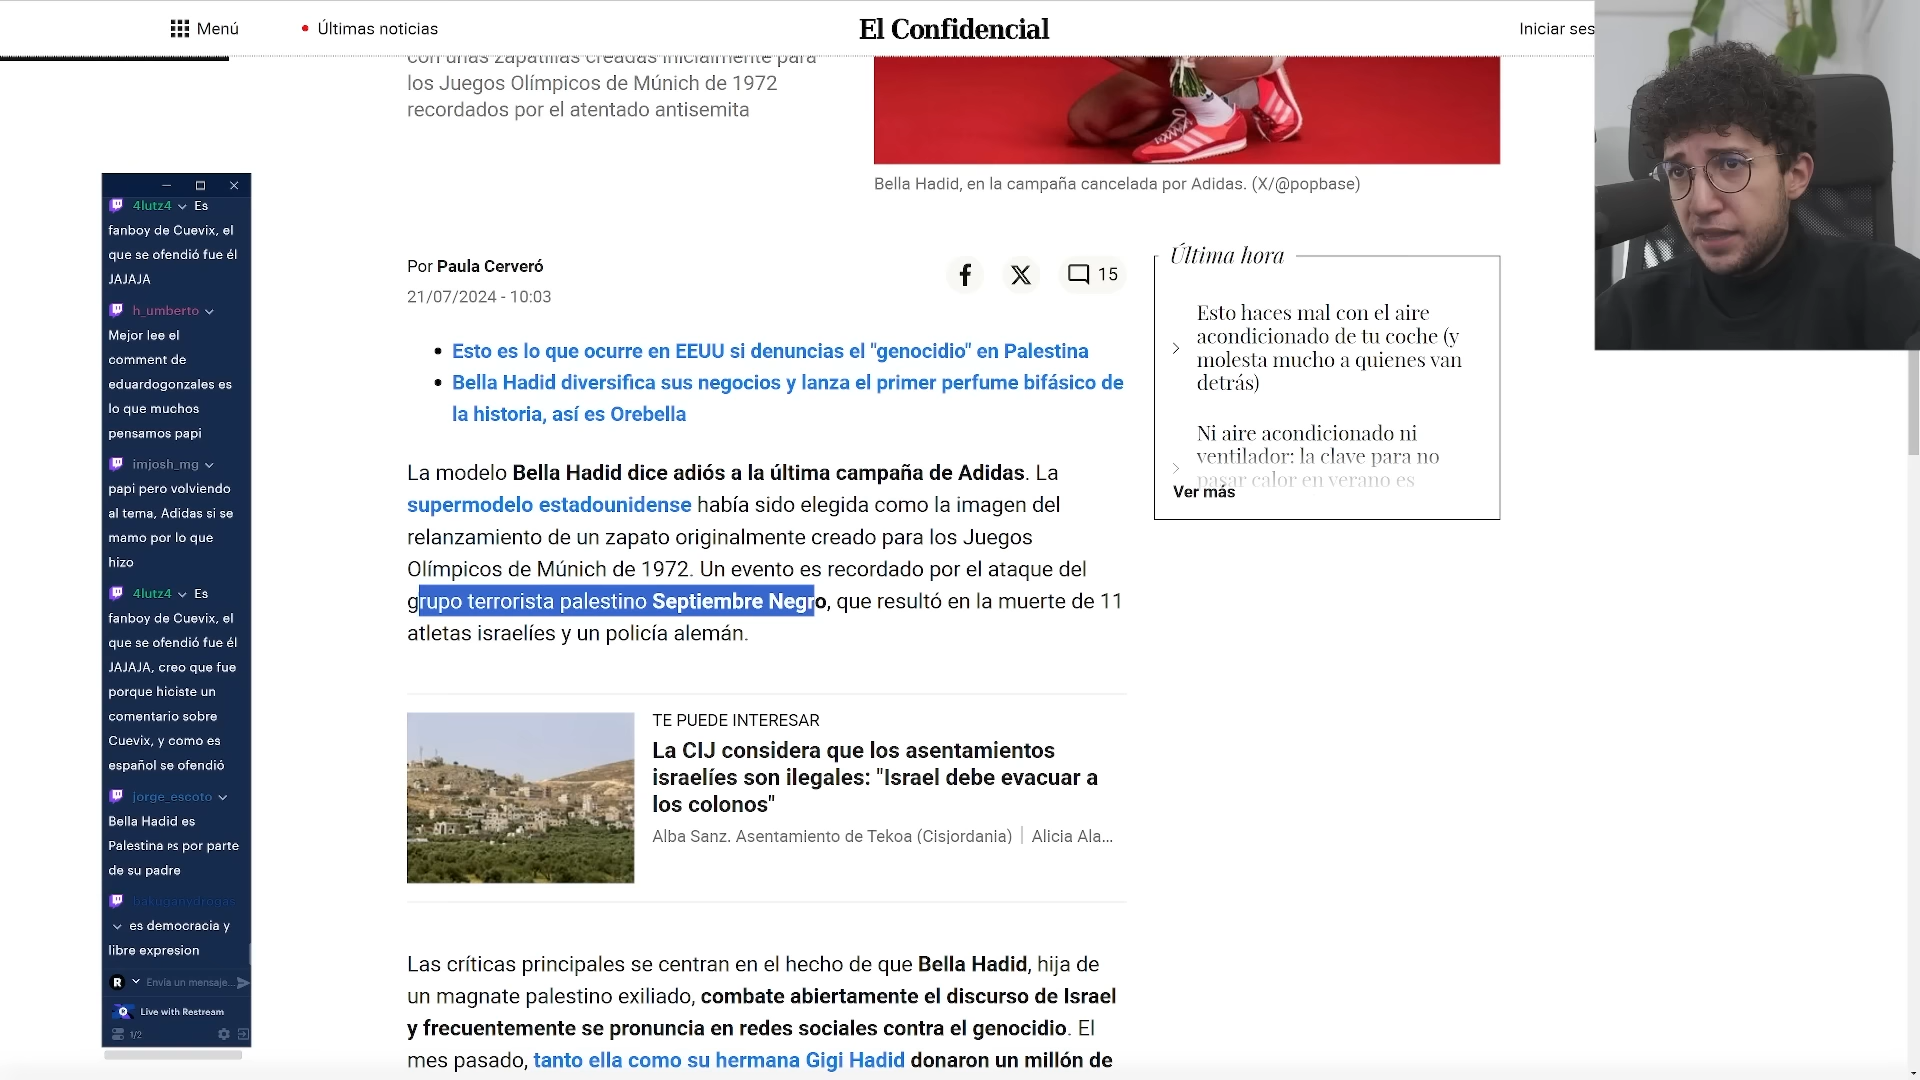 Menú
Últimas noticias
El Confidencial
Iniciar ses
con unas zapatillas creadas inicialmente para
los Juegos Olímpicos de Múnich de 1972
recordados por el atentado antisemita
Bella Hadid, en la campaña cancelada por Adidas. (X/@popbase)
Por Paula Cerveró
21/07/2024 - 10:03
15
Esto es lo que ocurre en EEUU si denuncias el "genocidio" en Palestina
Bella Hadid diversifica sus negocios y lanza el primer perfume bifásico de
la historia, así es Orebella
La modelo Bella Hadid dice adiós a la última campaña de Adidas. La
supermodelo estadounidense había sido elegida como la imagen del
relanzamiento de un zapato originalmente creado para los Juegos
Olímpicos de Múnich de 1972. Un evento es recordado por el ataque del
grupo terrorista palestino Septiembre Negro, que resultó en la muerte de 11
atletas israelíes y un policía alemán.
TE PUEDE INTERESAR
La CIJ considera que los asentamientos
israelíes son ilegales: "Israel debe evacuar a
los colonos"
Alba Sanz. Asentamiento de Tekoa (Cisjordania) | Alicia Ala...
Las críticas principales se centran en el hecho de que Bella Hadid, hija de
un magnate palestino exiliado, combate abiertamente el discurso de Israel
y frecuentemente se pronuncia en redes sociales contra el genocidio. El
mes pasado, tanto ella como su hermana Gigi Hadid donaron un millón de
Última hora
Esto haces mal con el aire
acondicionado de tu coche (y
molesta mucho a quienes van
detrás)
Ni aire acondicionado ni
ventilador: la clave para no
pasar calor en verano es
Ver más
4lutz4 Es
fanboy de Cuevix, el
que se ofendió fue él
JAJAJA
h_umberto
Mejor lee el
comment de
eduardogonzales es
lo que muchos
pensamos papi
imjosh_mg
papi pero volviendo
al tema, Adidas si se
mamo por lo que
hizo
4lutz4 Es
fanboy de Cuevix, el
que se ofendió fue él
JAJAJA, creo que fue
porque hiciste un
comentario sobre
Cuevix, y como es
español se ofendió
jorge_escoto
Bella Hadid es
Palestina ps por parte
de su padre
bakuganydrogas
es democracia y
libre expresion
R Envía un mensaje...
Live with Restream
1/2